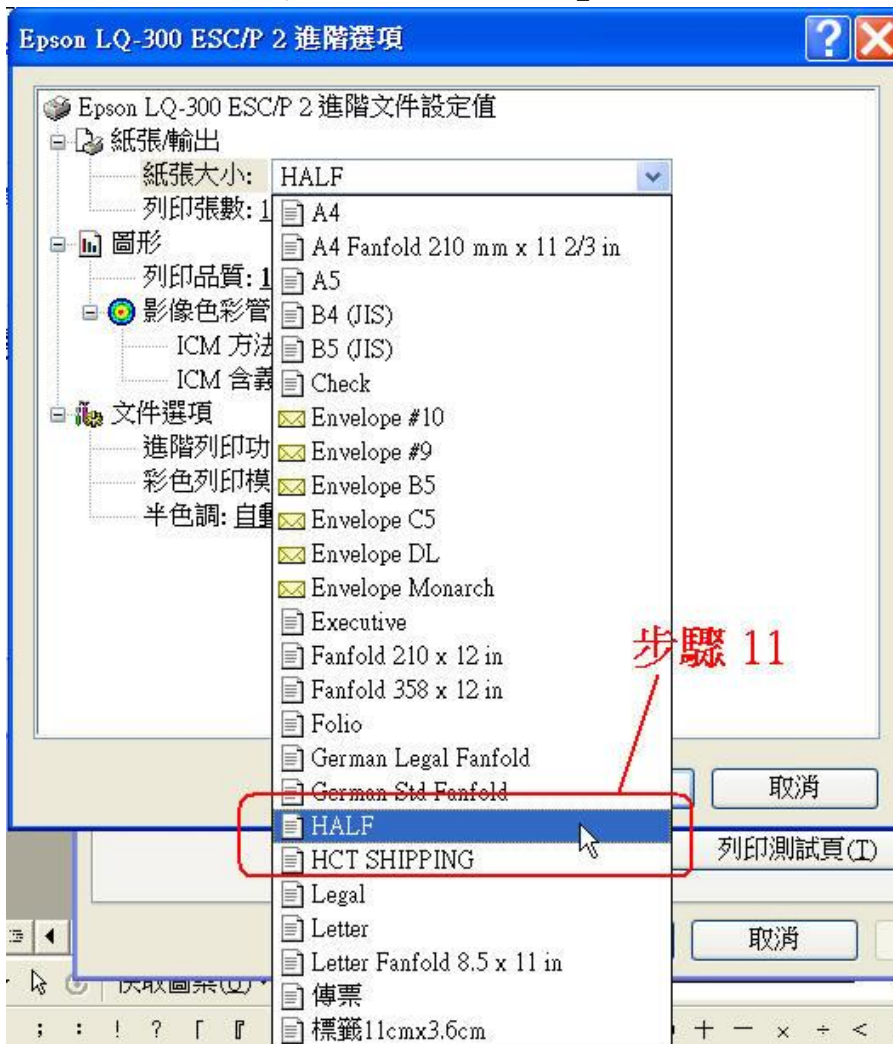 Epson LQ-300 ESC/P 2 進階選項
Epson LQ-300 ESC/P 2 進階文件設定值
紙張/輸出
紙張大小: HALF
列印張數: 1
圖形
列印品質: 1
影像色彩管
ICM 方法
ICM 含義
文件選項
進階列印功
彩色列印模
半色調: 自動
A4
A4 Fanfold 210 mm x 11 2/3 in
A5
B4 (JIS)
B5 (JIS)
Check
Envelope #10
Envelope #9
Envelope B5
Envelope C5
Envelope DL
Envelope Monarch
Executive
Fanfold 210 x 12 in
Fanfold 358 x 12 in
Folio
German Legal Fanfold
German Std Fanfold
HALF
HCT SHIPPING
Legal
Letter
Letter Fanfold 8.5 x 11 in
傳票
標籤11cmx3.6cm
步驟 11
取消
列印測試頁(T)
取消
快取圖案(U)
; : ! ? 「 『
+ − × ÷ <